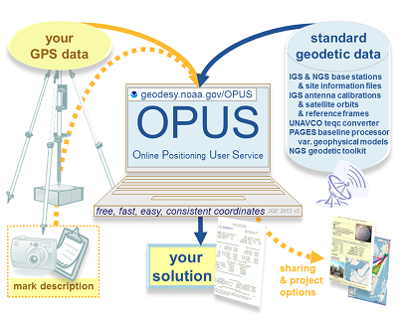 your
GPS data
standard
geodetic data
IGS & NGS base stations
& site information files
IGS antenna calibrations
& satellite orbits
& reference frames
UNAVCO teqc converter
PAGES baseline processor
var. geophysical models
NGS geodetic toolkit
geodesy.noaa.gov/OPUS
OPUS
Online Positioning User Service
free, fast, easy, consistent coordinates
JGE 2013 v2
mark description
your
solution
sharing
& project
options